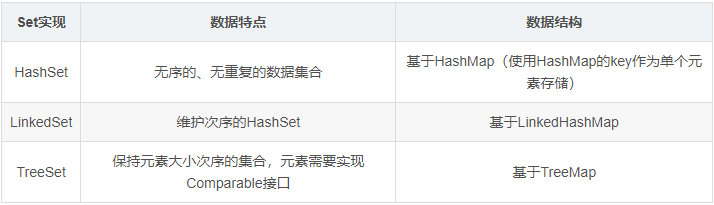 Set实现 数据特点 数据结构
HashSet 无序的、无重复的数据集合 基于HashMap（使用HashMap的key作为单个
元素存储）
LinkedSet 维护次序的HashSet 基于LinkedHashMap
TreeSet 保持元素大小次序的集合，元素需要实现
Comparable接口 基于TreeMap